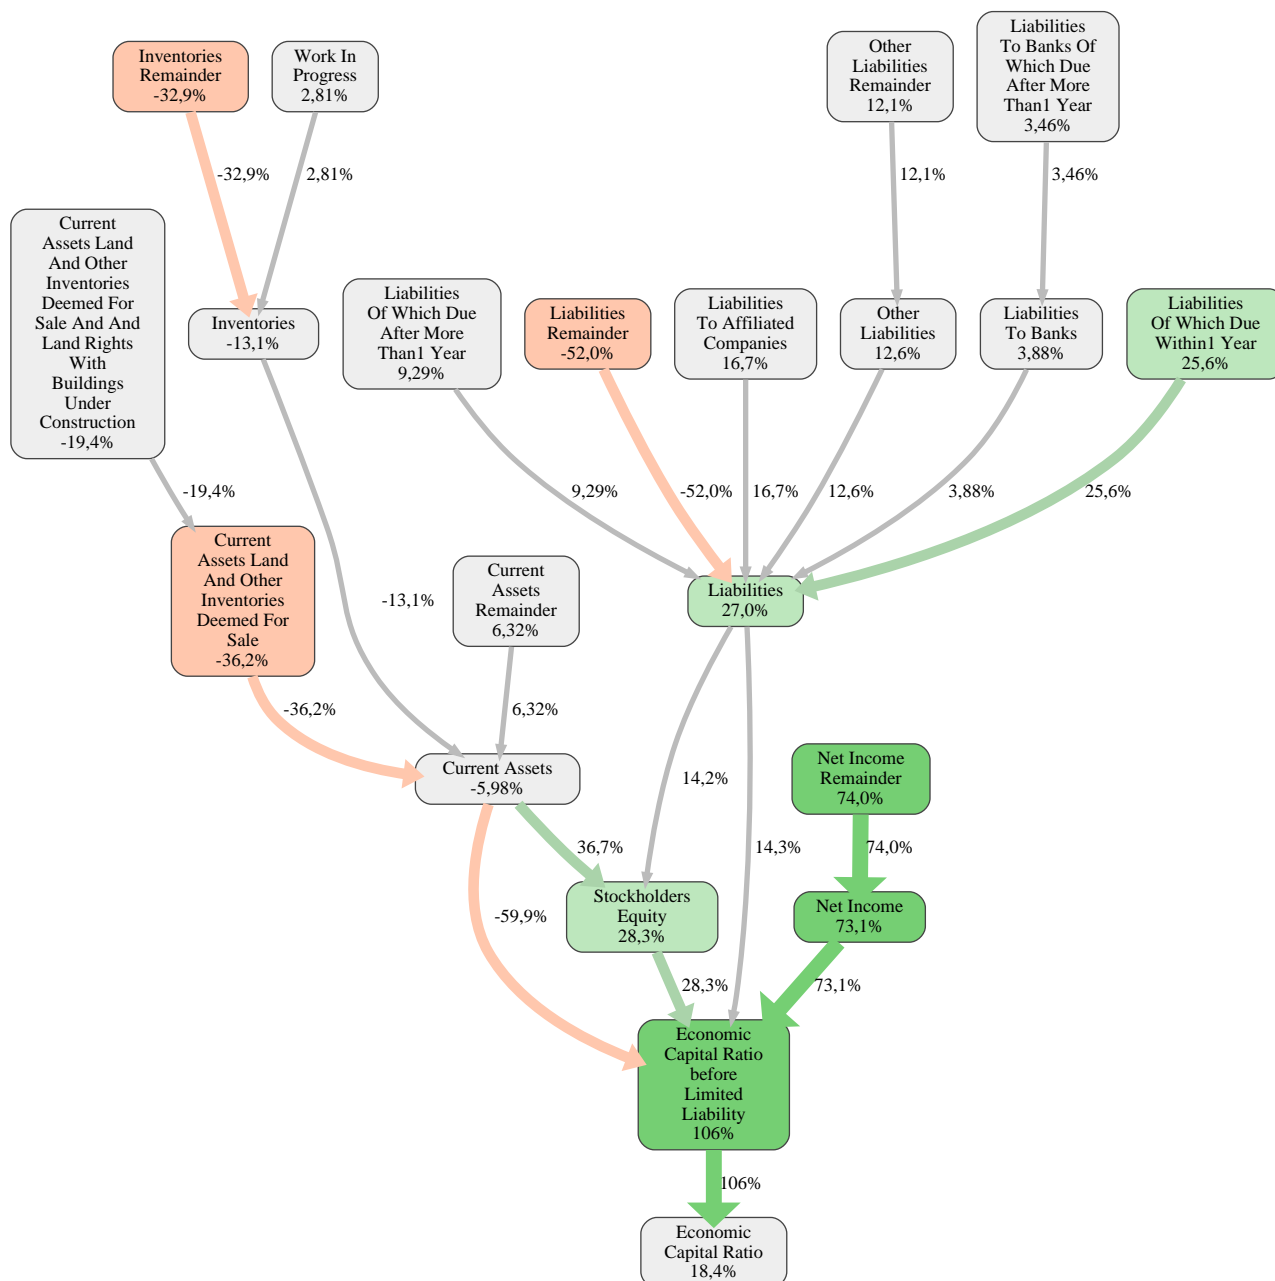 Inventories
Remainder
-32,9%
Work In
Progress
2,81%
Other
Liabilities
Remainder
12,1%
Liabilities
To Banks Of
Which Due
After More
Than1 Year
3,46%
-32,9%
2,81%
12,1%
3,46%
Current
Assets Land
And Other
Inventories
Deemed For
Sale And And
Land Rights
With
Buildings
Under
Construction
-19,4%
Inventories
-13,1%
Liabilities
Of Which Due
After More
Than1 Year
9,29%
Liabilities
Remainder
-52,0%
Liabilities
To Affiliated
Companies
16,7%
Other
Liabilities
12,6%
Liabilities
To Banks
3,88%
Liabilities
Of Which Due
Within1 Year
25,6%
-19,4%
9,29%
-52,0%
16,7%
12,6%
3,88%
25,6%
Current
Assets Land
And Other
Inventories
Deemed For
Sale
-36,2%
-13,1%
Current
Assets
Remainder
6,32%
Liabilities
27,0%
-36,2%
6,32%
Current Assets
-5,98%
14,2%
Net Income
Remainder
74,0%
36,7%
14,3%
74,0%
-59,9%
Stockholders
Equity
28,3%
Net Income
73,1%
28,3%
73,1%
Economic
Capital Ratio
before
Limited
Liability
106%
106%
Economic
Capital Ratio
18,4%